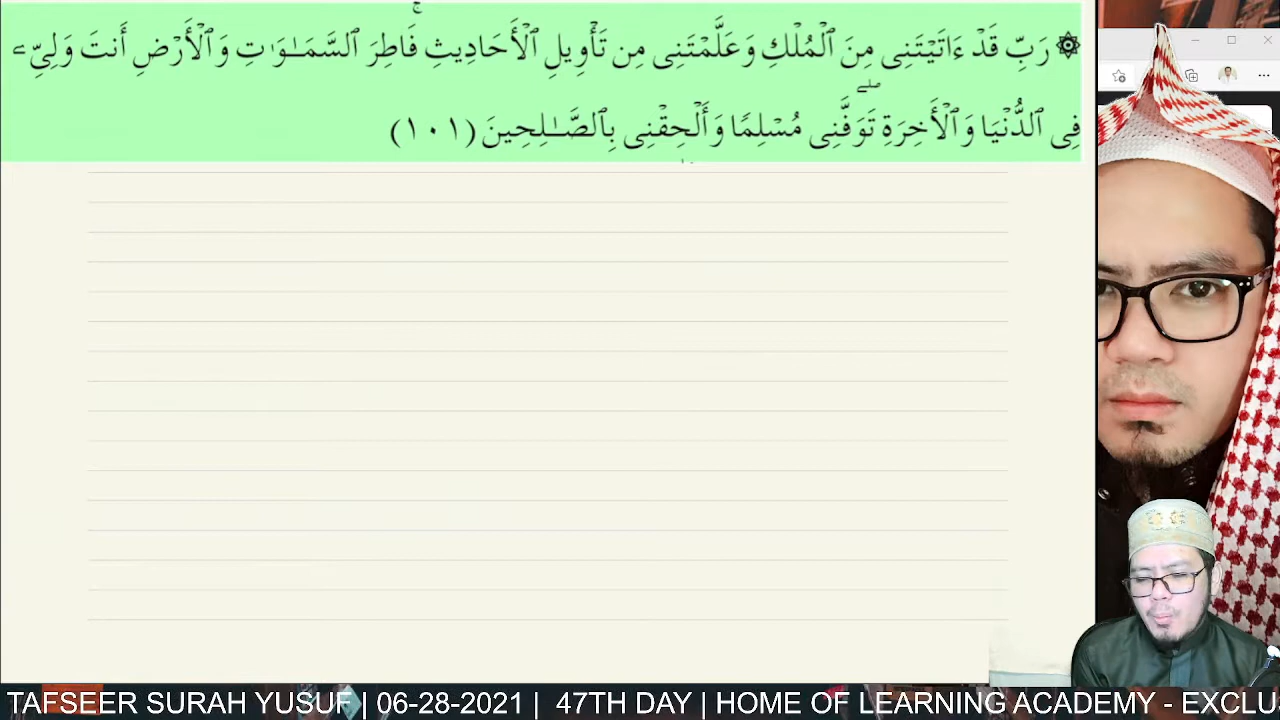 ۞ رَبِّ قَدْ ءَاتَيْتَنِى مِنَ ٱلْمُلْكِ وَعَلَّمْتَنِى مِن تَأْوِيلِ ٱلْأَحَادِيثِ ۚ فَاطِرَ ٱلسَّمَـٰوَٰتِ وَٱلْأَرْضِ أَنتَ وَلِىِّۦ
فِى ٱلدُّنْيَا وَٱلْأَخِرَةِ ۖ تَوَفَّنِى مُسْلِمًا وَأَلْحِقْنِى بِٱلصَّـٰلِحِينَ (١٠١)
TAFSEER SURAH YUSUF | 06-28-2021 | 47TH DAY | HOME OF LEARNING ACADEMY - EXCLU